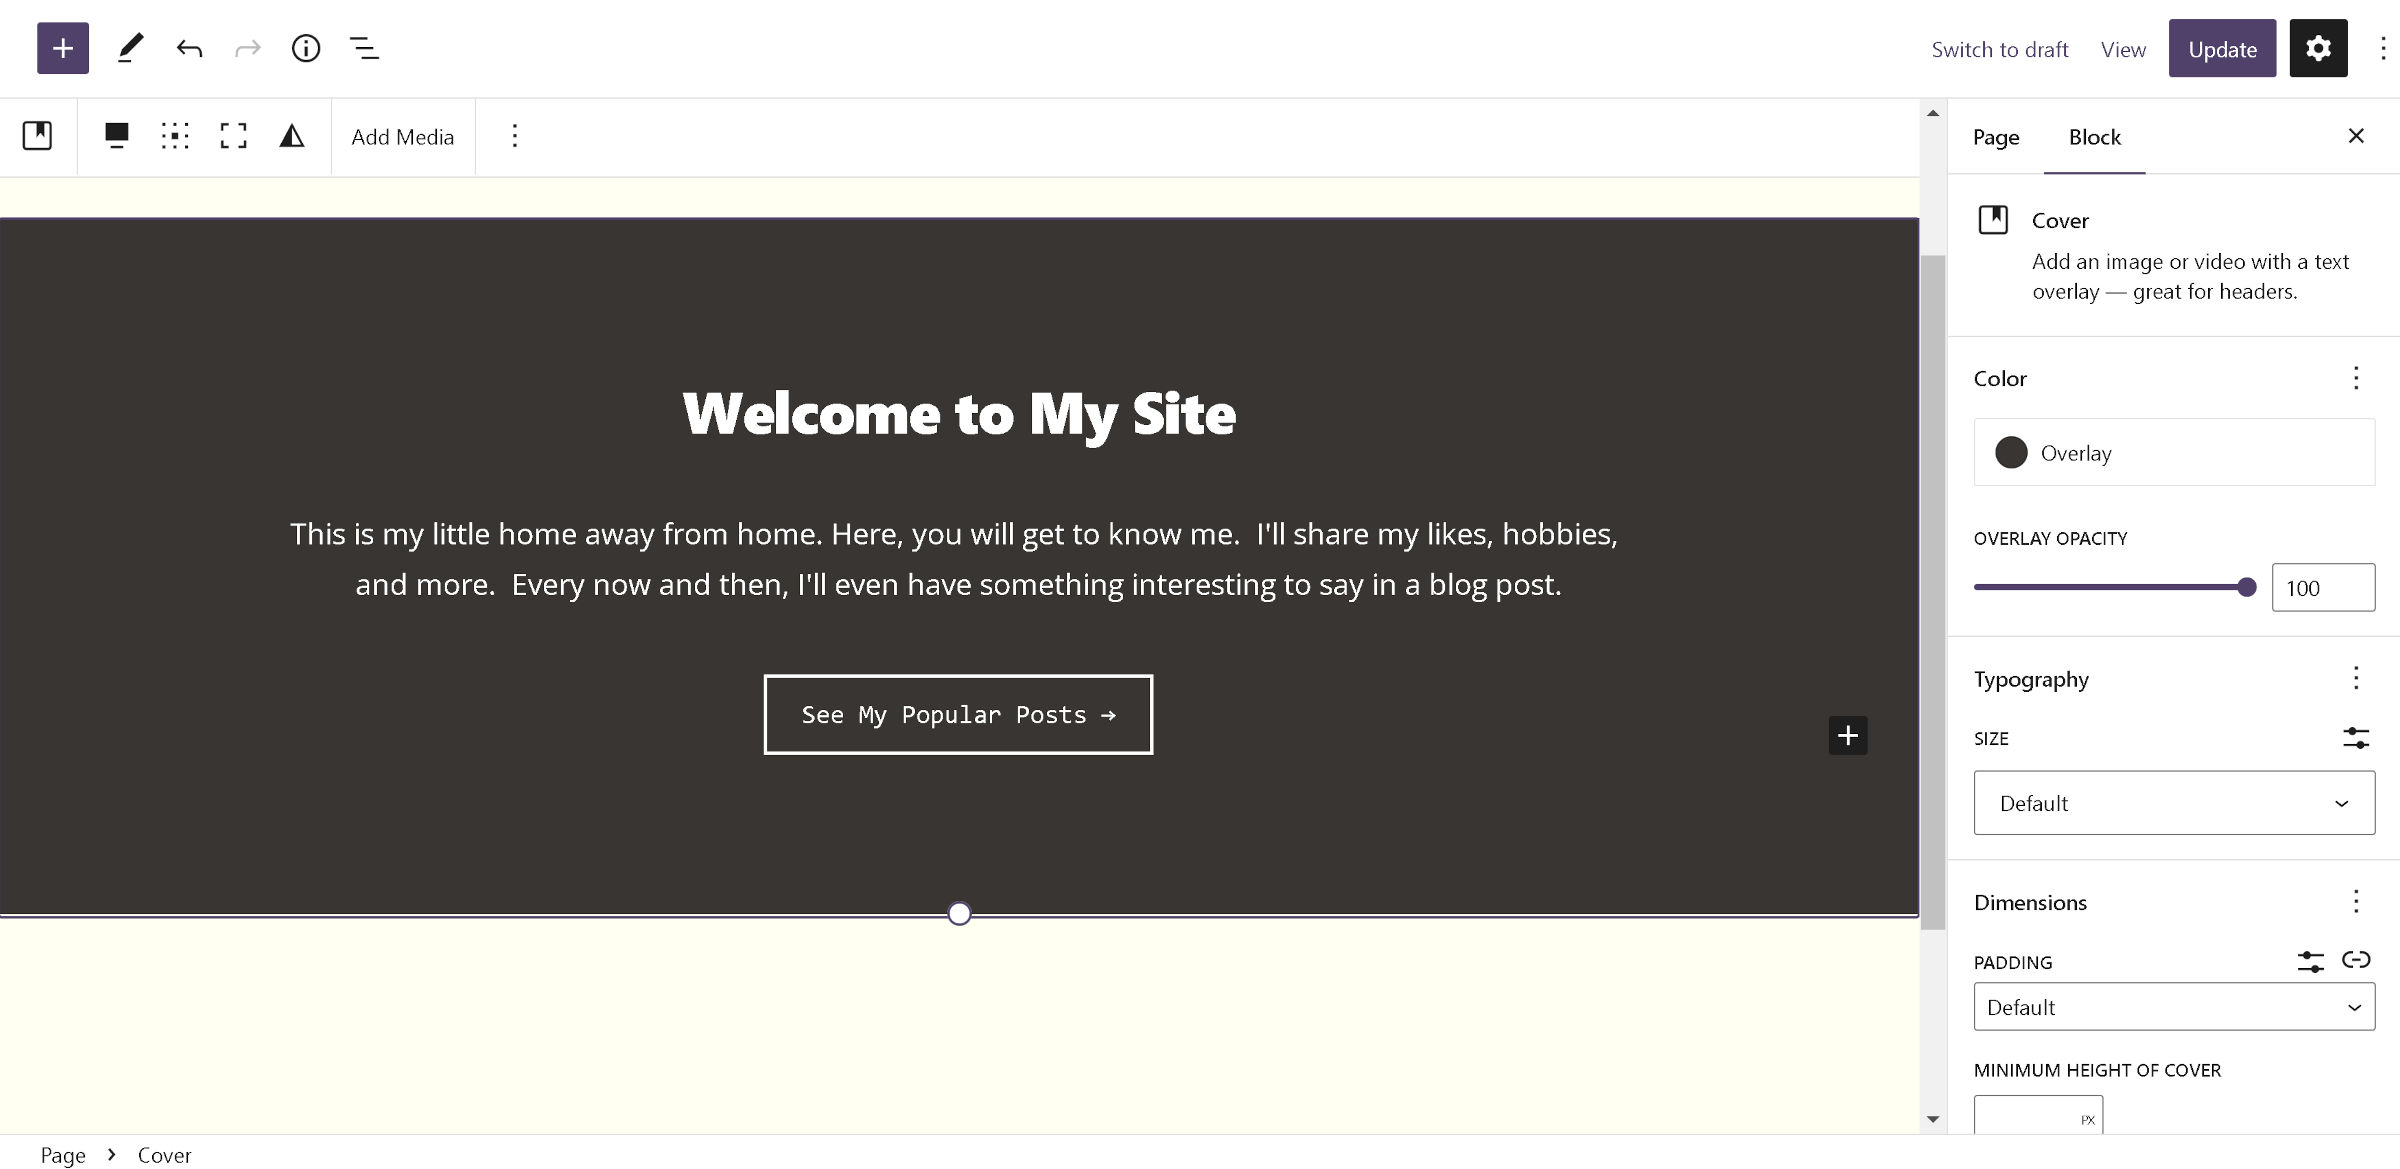 Switch to draft View Update
Add Media
Page Block
Cover
Add an image or video with a text
overlay — great for headers.
Color
Overlay
OVERLAY OPACITY
100
Typography
SIZE
Default
Dimensions
PADDING
Default
MINIMUM HEIGHT OF COVER
PX
Welcome to My Site
This is my little home away from home. Here, you will get to know me.  I'll share my likes, hobbies,
and more.  Every now and then, I'll even have something interesting to say in a blog post.
See My Popular Posts →
Page > Cover